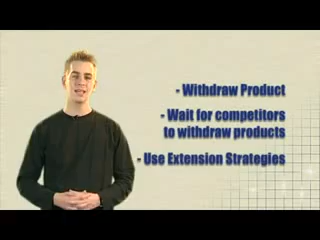 - Withdraw Product
- Wait for competitors
to withdraw products
- Use Extension Strategies